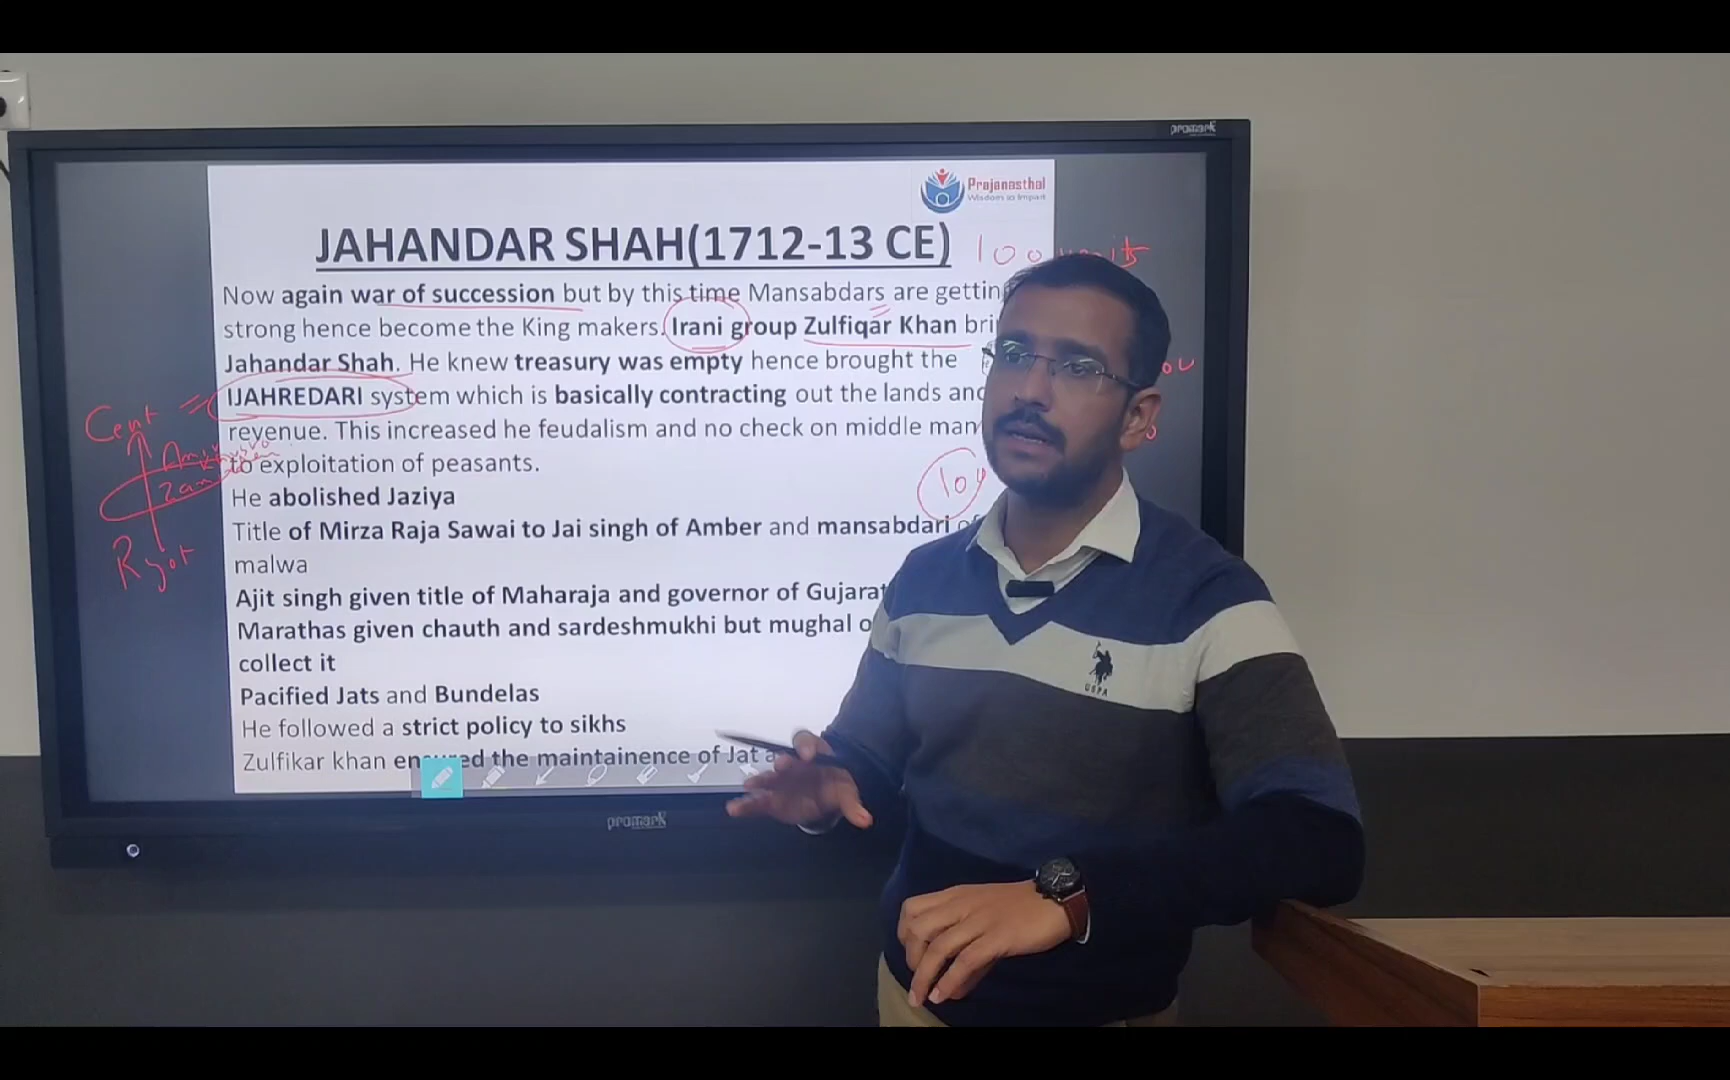 promark
Prajanasthal
Wisdom to Impart
JAHANDAR SHAH(1712-13 CE)
100 units
Now again war of succession but by this time Mansabdars are gettin
strong hence become the King makers. Irani group Zulfiqar Khan bri
Jahandar Shah. He knew treasury was empty hence brought the
IJAHREDARI system which is basically contracting out the lands and
revenue. This increased he feudalism and no check on middle man
to exploitation of peasants.
He abolished Jaziya
Title of Mirza Raja Sawai to Jai singh of Amber and mansabdari of
malwa
Ajit singh given title of Maharaja and governor of Gujarat
Marathas given chauth and sardeshmukhi but mughal o
collect it
Pacified Jats and Bundelas
He followed a strict policy to sikhs
Zulfikar khan ensured the maintainence of Jat a
Cent
Ryot
promark
USPA